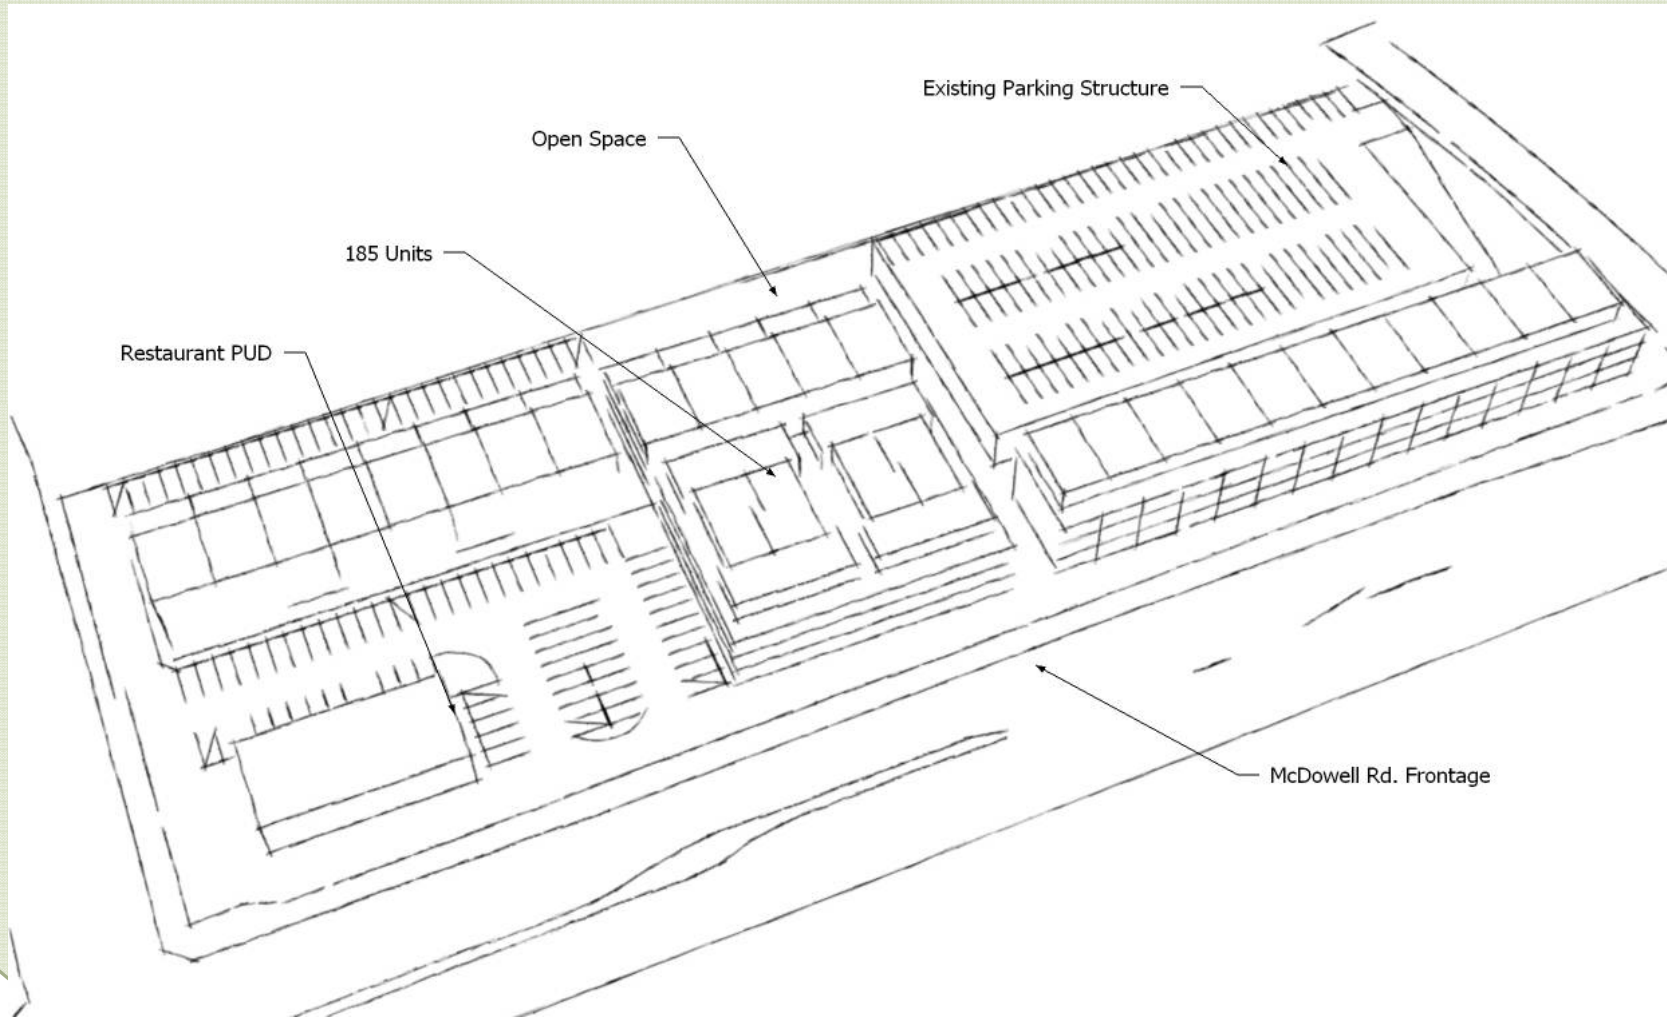 Existing Parking Structure
Open Space
185 Units
Restaurant PUD
McDowell Rd. Frontage